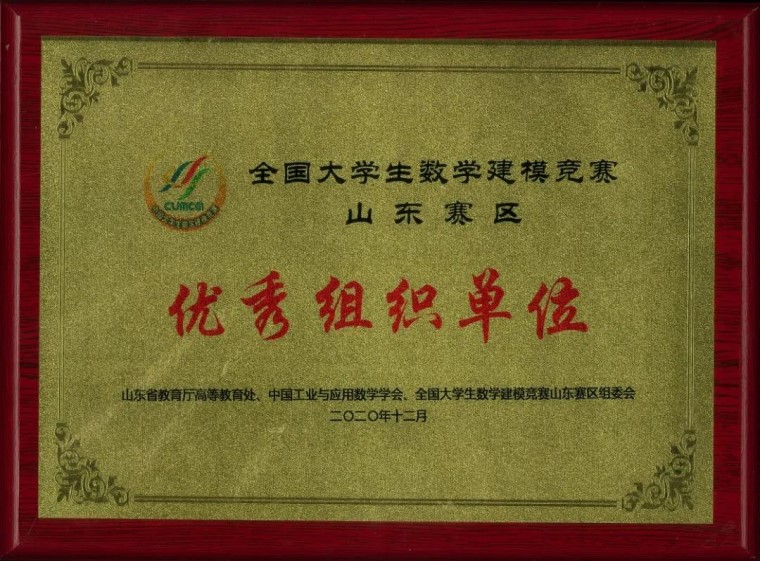 CUMCM
全国大学生数学建模竞赛
山东赛区
优秀组织单位
山东省教育厅高等教育处、中国工业与应用数学学会、全国大学生数学建模竞赛山东赛区组委会
二〇二〇年十二月